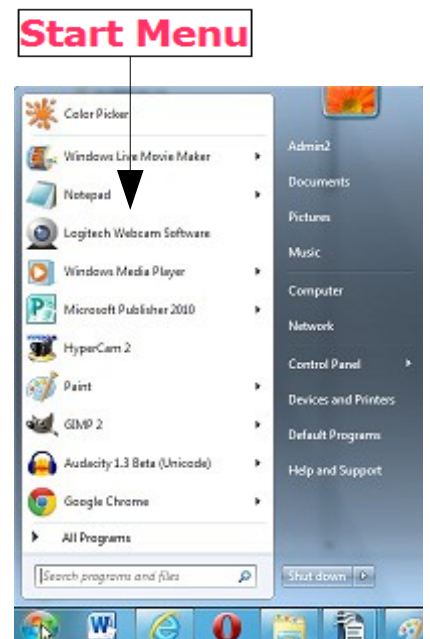 Start Menu
Color Picker
Windows Live Movie Maker
Notepad
Logitech Webcam Software
Windows Media Player
Microsoft Publisher 2010
HyperCam 2
Paint
GIMP 2
Audacity 1.3 Beta (Unicode)
Google Chrome
All Programs
Search programs and files
Admin2
Documents
Pictures
Music
Computer
Network
Control Panel
Devices and Printers
Default Programs
Help and Support
Shut down